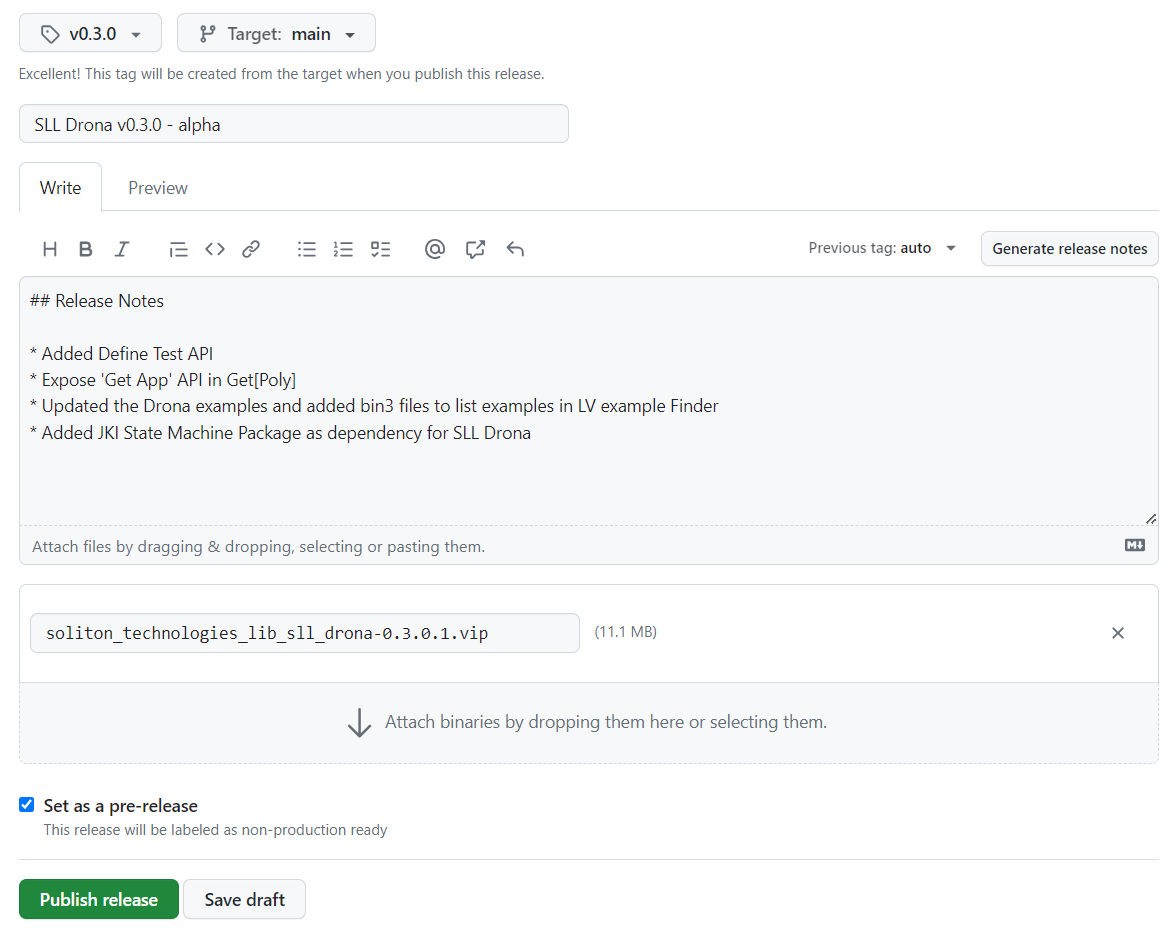 v0.3.0 Target: main
Excellent! This tag will be created from the target when you publish this release.
SLL Drona v0.3.0 - alpha
Write Preview
H B I Previous tag: auto Generate release notes
## Release Notes
* Added Define Test API
* Expose 'Get App' API in Get[Poly]
* Updated the Drona examples and added bin3 files to list examples in LV example Finder
* Added JKI State Machine Package as dependency for SLL Drona
Attach files by dragging & dropping, selecting or pasting them.
soliton_technologies_lib_sll_drona-0.3.0.1.vip (11.1 MB)
Attach binaries by dropping them here or selecting them.
Set as a pre-release
This release will be labeled as non-production ready
Publish release Save draft